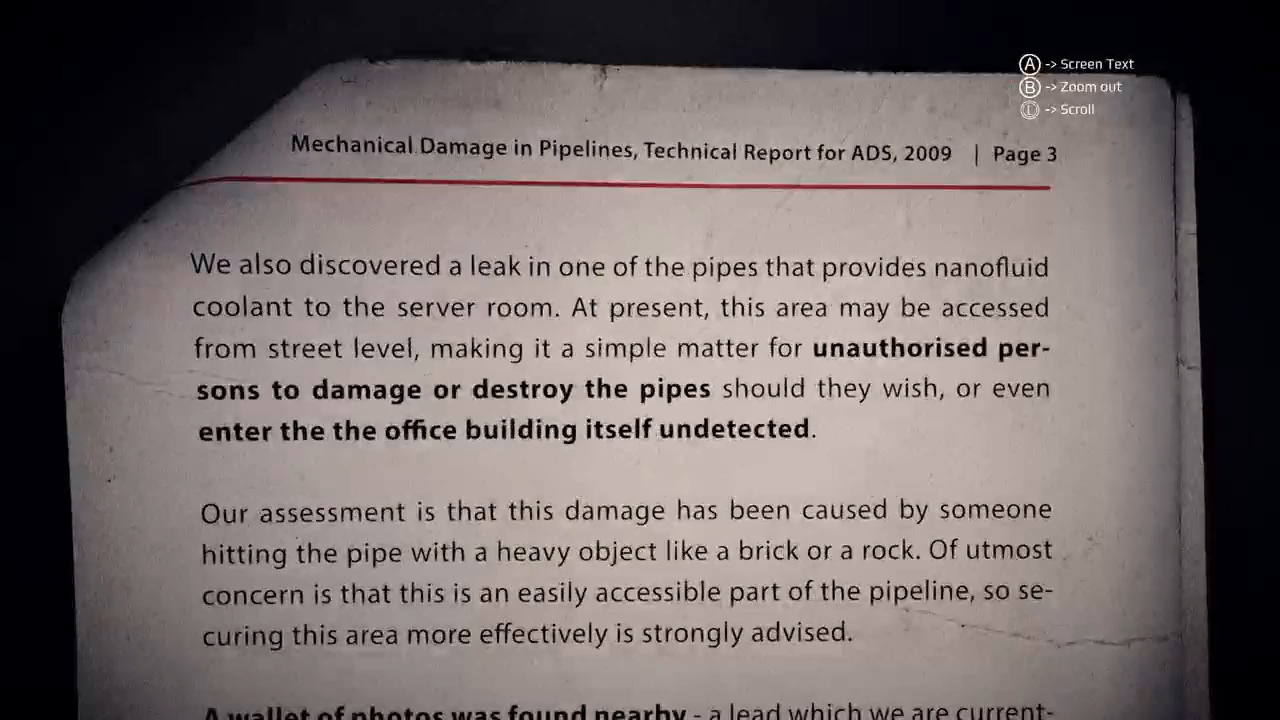 A -> Screen Text
B -> Zoom out
L -> Scroll
Mechanical Damage in Pipelines, Technical Report for ADS, 2009 | Page 3
We also discovered a leak in one of the pipes that provides nanofluid
coolant to the server room. At present, this area may be accessed
from street level, making it a simple matter for unauthorised per-
sons to damage or destroy the pipes should they wish, or even
enter the the office building itself undetected.
Our assessment is that this damage has been caused by someone
hitting the pipe with a heavy object like a brick or a rock. Of utmost
concern is that this is an easily accessible part of the pipeline, so se-
curing this area more effectively is strongly advised.
A wallet of photos was found nearby - a lead which we are current-